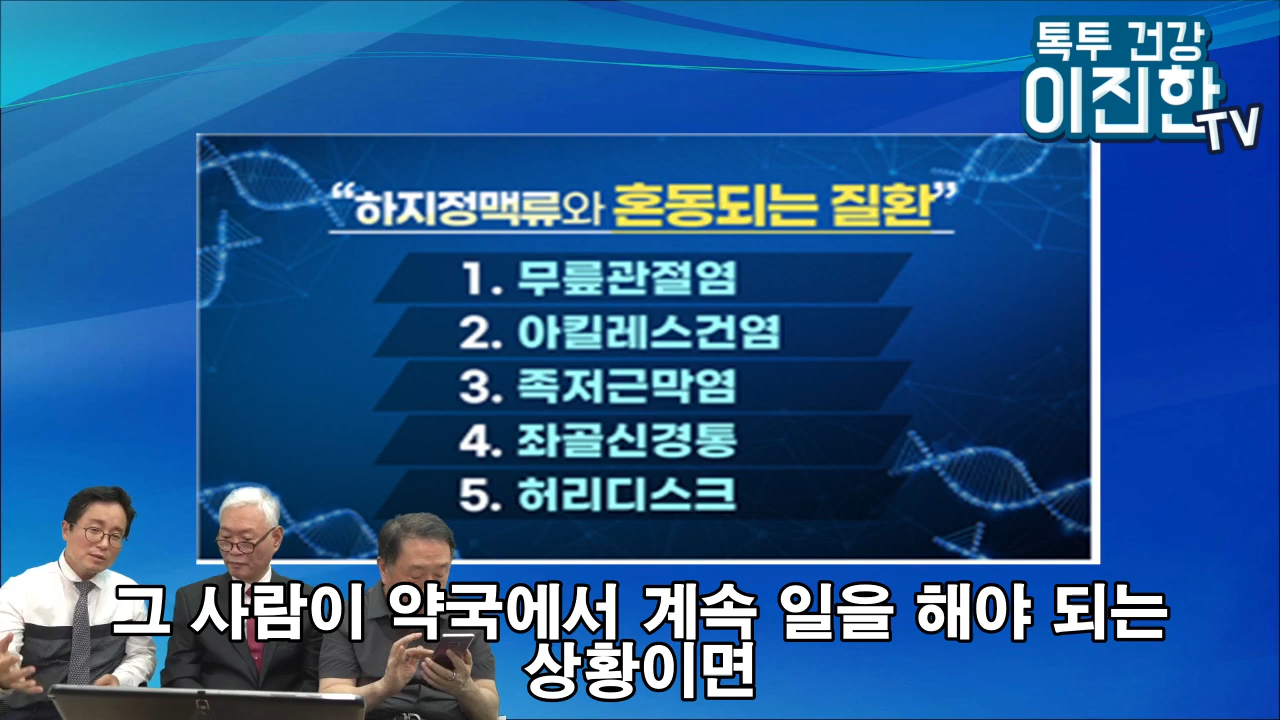 톡투 건강
이진한
TV
“하지정맥류와 혼동되는 질환”
1. 무릎관절염
2. 아킬레스건염
3. 족저근막염
4. 좌골신경통
5. 허리디스크
그 사람이 약국에서 계속 일을 해야 되는
상황이면